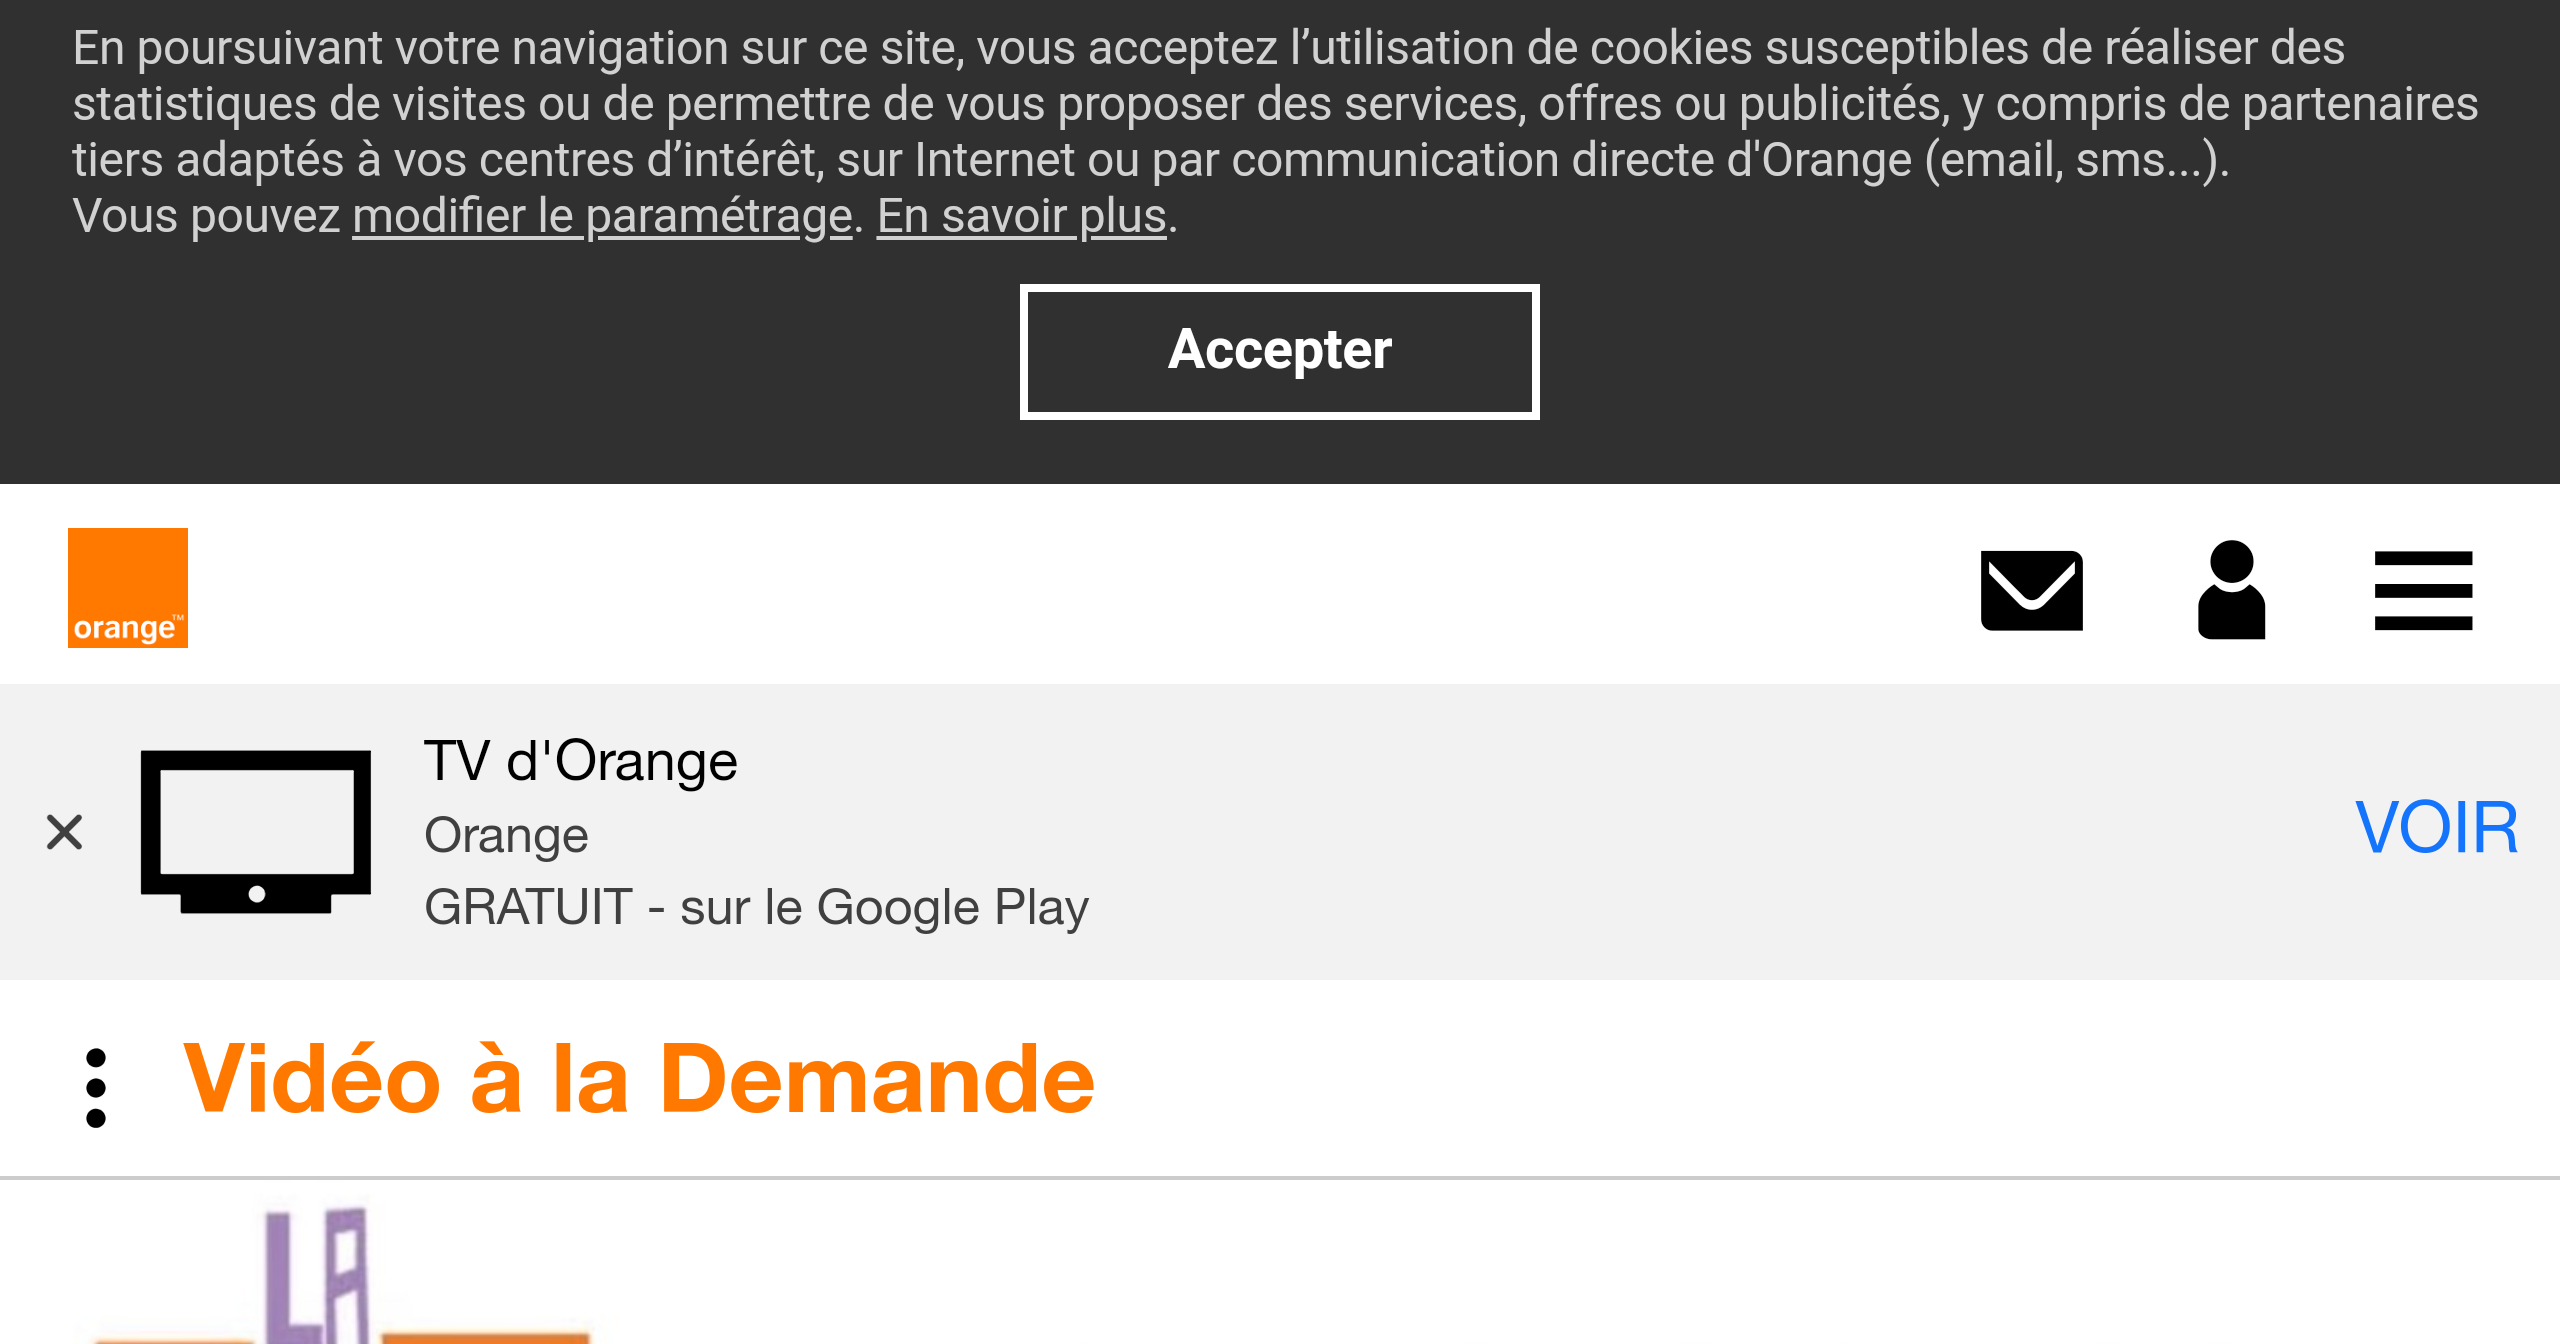 En poursuivant votre navigation sur ce site, vous acceptez l’utilisation de cookies susceptibles de réaliser des
statistiques de visites ou de permettre de vous proposer des services, offres ou publicités, y compris de partenaires
tiers adaptés à vos centres d’intérêt, sur Internet ou par communication directe d'Orange (email, sms...).
Vous pouvez modifier le paramétrage. En savoir plus.
Accepter
orange™
TV d'Orange
Orange
GRATUIT - sur le Google Play
VOIR
Vidéo à la Demande
LA